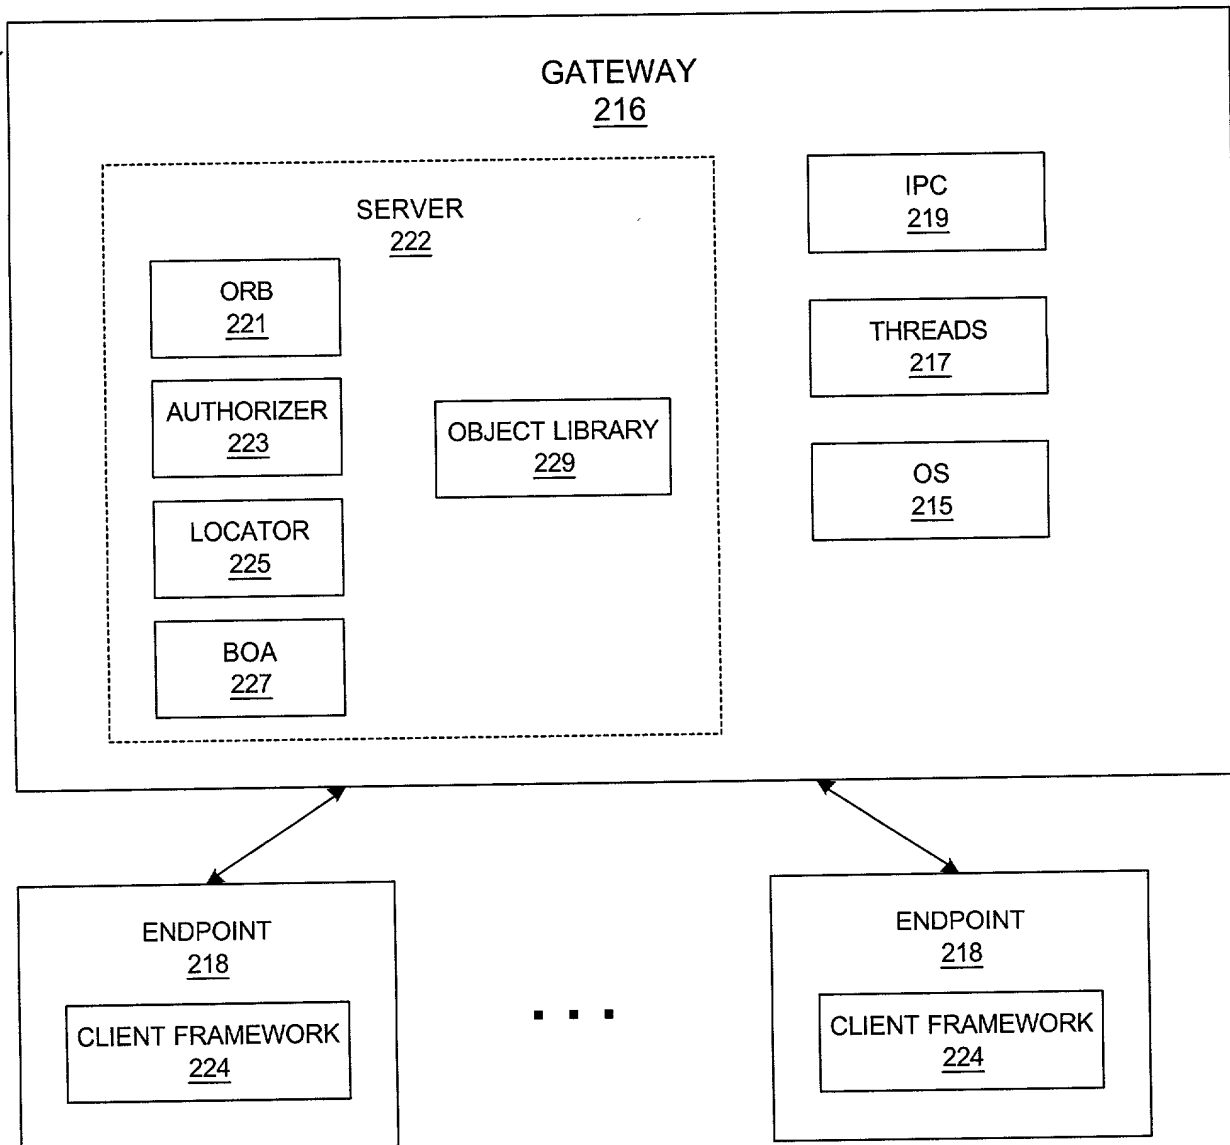 GATEWAY
216
SERVER
222
ORB
221
AUTHORIZER
223
LOCATOR
225
BOA
227
OBJECT LIBRARY
229
IPC
219
THREADS
217
OS
215
ENDPOINT
218
CLIENT FRAMEWORK
224
. . .
ENDPOINT
218
CLIENT FRAMEWORK
224